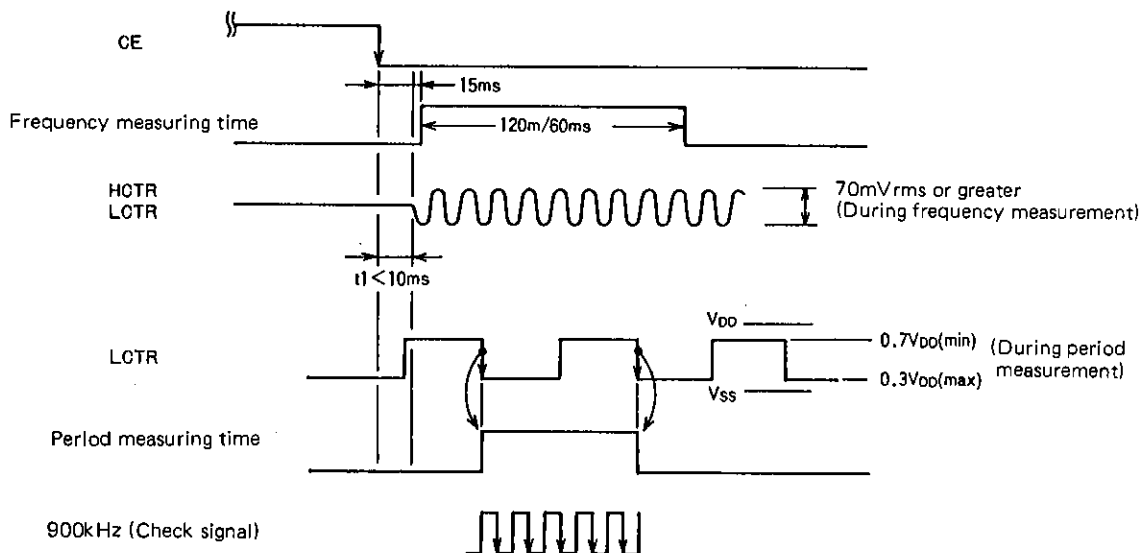 CE
15ms
Frequency measuring time
120m/60ms
HCTR
LCTR
70mVrms or greater
(During frequency measurement)
t1<10ms
LCTR
VDD
0.7VDD(min)
0.3VDD(max)
VSS
(During period
measurement)
Period measuring time
900kHz (Check signal)